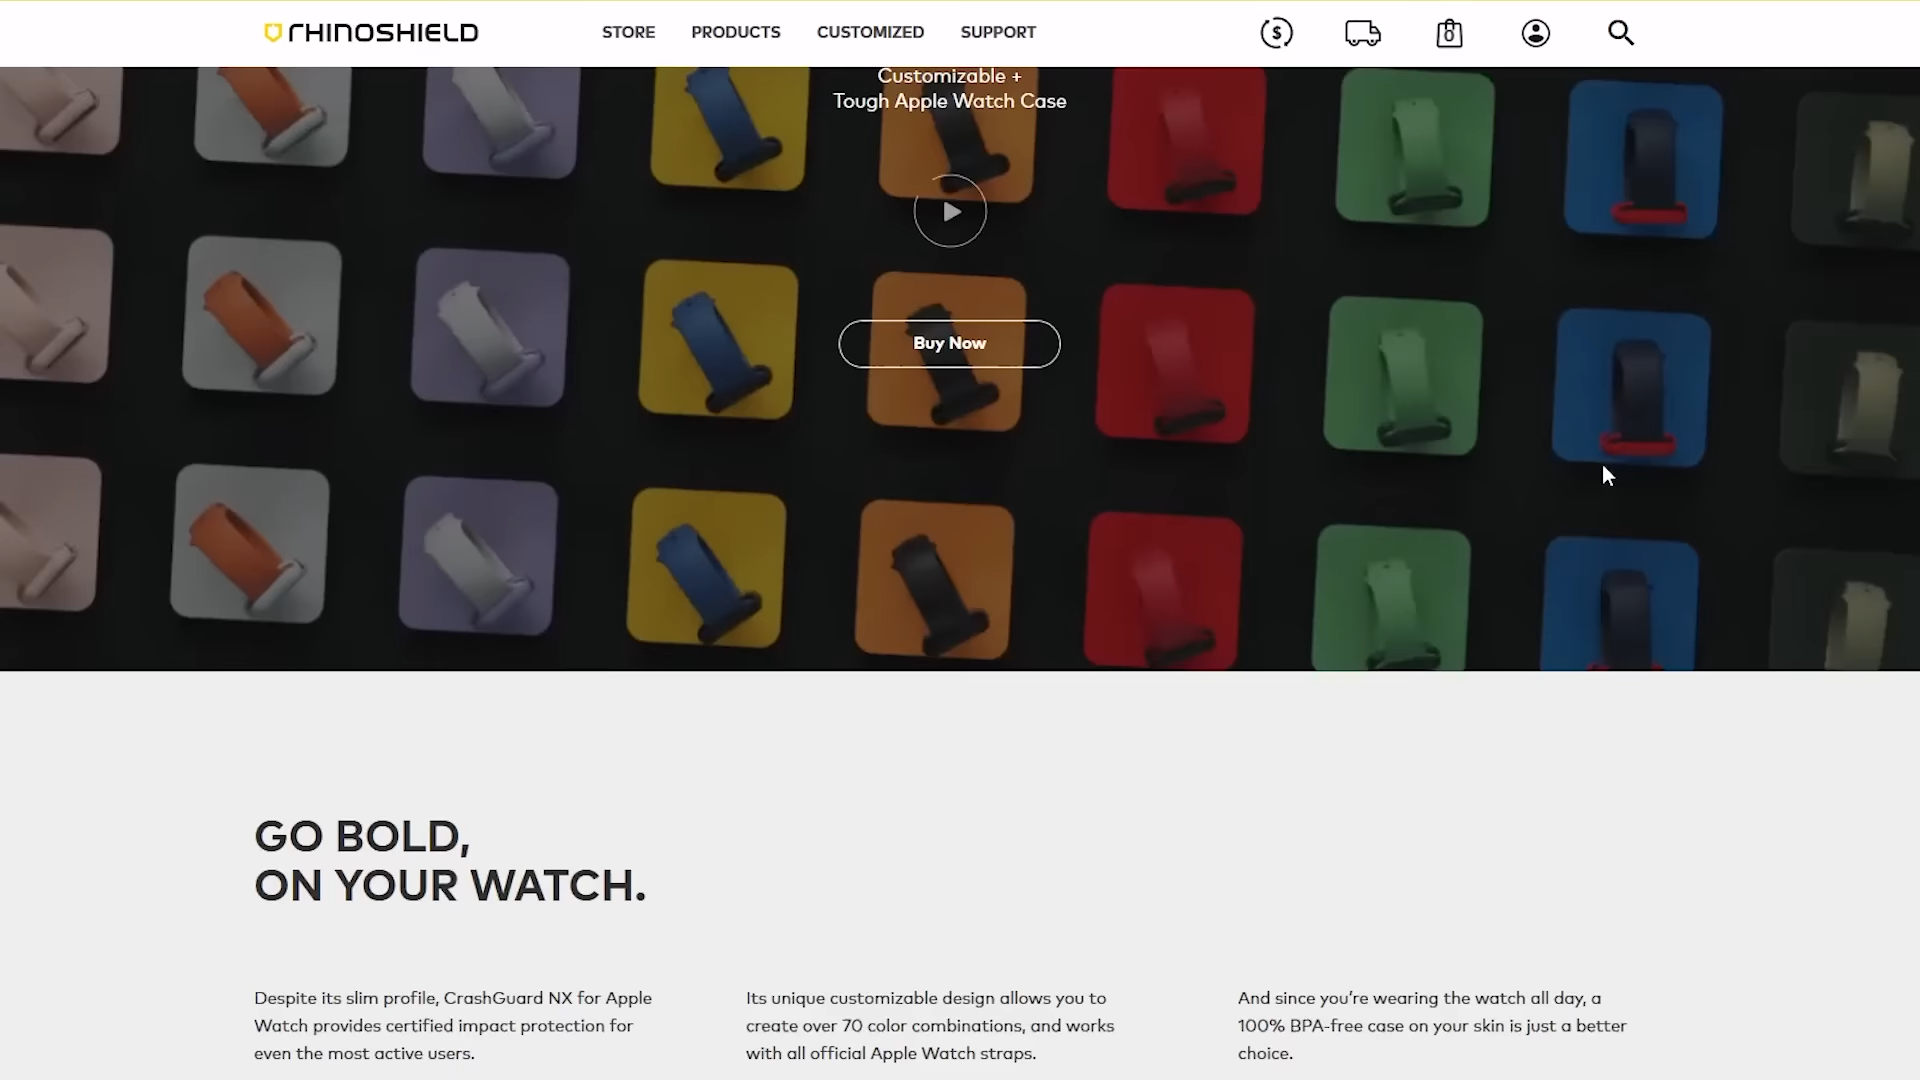 RHINOSHIELD
STORE PRODUCTS CUSTOMIZED SUPPORT
$
0
Customizable +
Tough Apple Watch Case
Buy Now
GO BOLD,
ON YOUR WATCH.
Despite its slim profile, CrashGuard NX for Apple
Watch provides certified impact protection for
even the most active users.
Its unique customizable design allows you to
create over 70 color combinations, and works
with all official Apple Watch straps.
And since you’re wearing the watch all day, a
100% BPA-free case on your skin is just a better
choice.